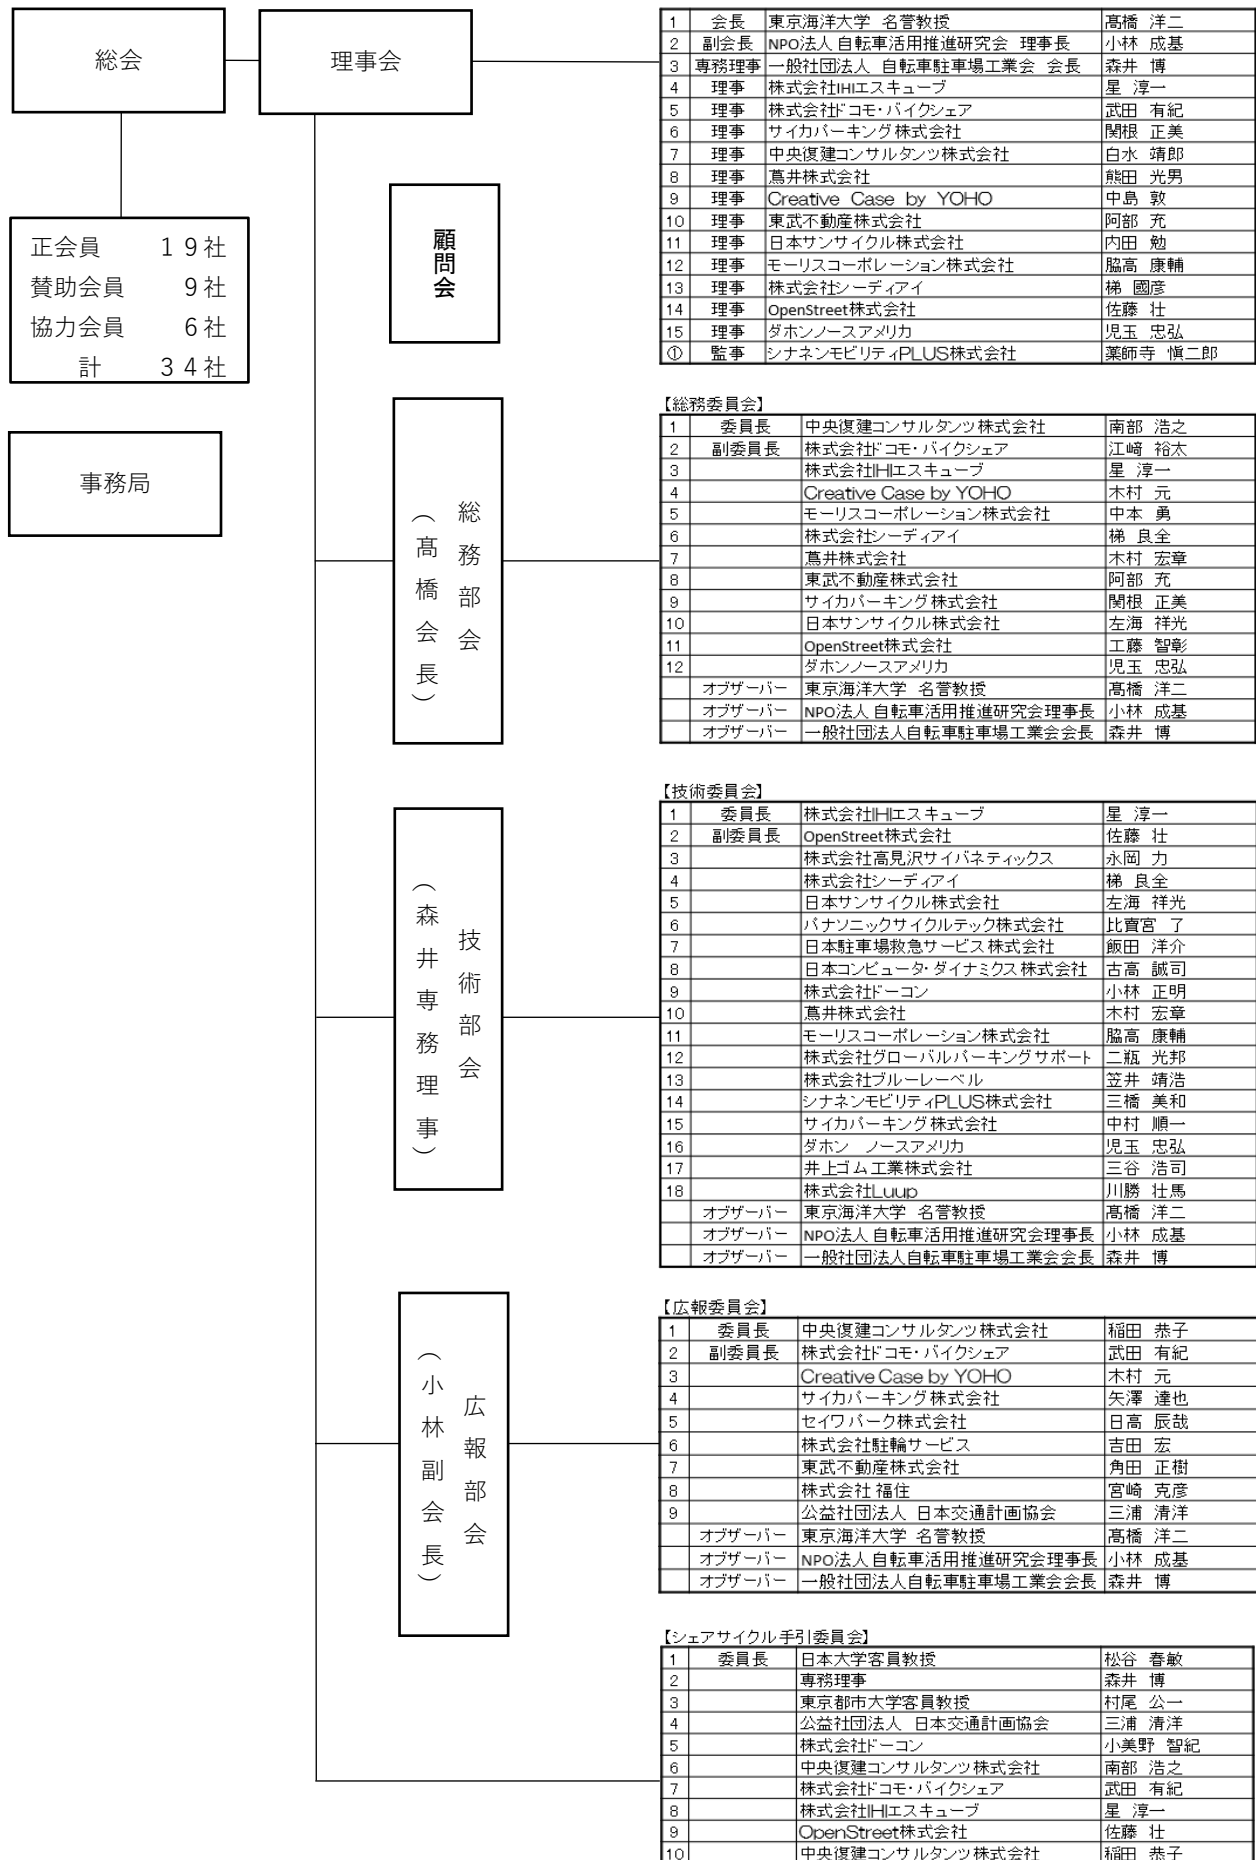 総会
理事会
正会員 19社
賛助会員 9社
協力会員 6社
計 34社
事務局
顧問会
1 会長 東京海洋大学 名誉教授 髙橋 洋二
2 副会長 NPO法人 自転車活用推進研究会 理事長 小林 成基
3 専務理事 一般社団法人 自転車駐車場工業会 会長 森井 博
4 理事 株式会社IHIエスキューブ 星 淳一
5 理事 株式会社ドコモ・バイクシェア 武田 有紀
6 理事 サイカパーキング株式会社 関根 正美
7 理事 中央復建コンサルタンツ株式会社 白水 靖郎
8 理事 蔦井株式会社 熊田 光男
9 理事 Creative Case by YOHO 中島 敦
10 理事 東武不動産株式会社 阿部 充
11 理事 日本サンサイクル株式会社 内田 勉
12 理事 モーリスコーポレーション株式会社 脇高 康輔
13 理事 株式会社シーディアイ 梯 國彦
14 理事 OpenStreet株式会社 佐藤 壮
15 理事 ダホンノースアメリカ 児玉 忠弘
① 監事 シナネンモビリティPLUS株式会社 薬師寺 愼二郎
総務部会
（髙橋会長）
【総務委員会】
1 委員長 中央復建コンサルタンツ株式会社 南部 浩之
2 副委員長 株式会社ドコモ・バイクシェア 江﨑 裕太
3 株式会社IHIエスキューブ 星 淳一
4 Creative Case by YOHO 木村 元
5 モーリスコーポレーション株式会社 中本 勇
6 株式会社シーディアイ 梯 良全
7 蔦井株式会社 木村 宏章
8 東武不動産株式会社 阿部 充
9 サイカパーキング株式会社 関根 正美
10 日本サンサイクル株式会社 左海 祥光
11 OpenStreet株式会社 工藤 智彰
12 ダホンノースアメリカ 児玉 忠弘
オブザーバー 東京海洋大学 名誉教授 髙橋 洋二
オブザーバー NPO法人 自転車活用推進研究会理事長 小林 成基
オブザーバー 一般社団法人自転車駐車場工業会会長 森井 博
技術部会
（森井専務理事）
【技術委員会】
1 委員長 株式会社IHIエスキューブ 星 淳一
2 副委員長 OpenStreet株式会社 佐藤 壮
3 株式会社高見沢サイバネティックス 永岡 力
4 株式会社シーディアイ 梯 良全
5 日本サンサイクル株式会社 左海 祥光
6 パナソニックサイクルテック株式会社 比賣宮 了
7 日本駐車場救急サービス株式会社 飯田 洋介
8 日本コンピュータ・ダイナミクス株式会社 古高 誠司
9 株式会社ドーコン 小林 正明
10 蔦井株式会社 木村 宏章
11 モーリスコーポレーション株式会社 脇高 康輔
12 株式会社グローバルパーキングサポート 二瓶 光邦
13 株式会社ブルーレーベル 笠井 靖浩
14 シナネンモビリティPLUS株式会社 三橋 美和
15 サイカパーキング株式会社 中村 順一
16 ダホン ノースアメリカ 児玉 忠弘
17 井上ゴム工業株式会社 三谷 浩司
18 株式会社Luup 川勝 壮馬
オブザーバー 東京海洋大学 名誉教授 髙橋 洋二
オブザーバー NPO法人 自転車活用推進研究会理事長 小林 成基
オブザーバー 一般社団法人自転車駐車場工業会会長 森井 博
広報部会
（小林副会長）
【広報委員会】
1 委員長 中央復建コンサルタンツ株式会社 稲田 恭子
2 副委員長 株式会社ドコモ・バイクシェア 武田 有紀
3 Creative Case by YOHO 木村 元
4 サイカパーキング株式会社 矢澤 達也
5 セイワパーク株式会社 日高 辰哉
6 株式会社駐輪サービス 吉田 宏
7 東武不動産株式会社 角田 正樹
8 株式会社 福住 宮崎 克彦
9 公益社団法人 日本交通計画協会 三浦 清洋
オブザーバー 東京海洋大学 名誉教授 髙橋 洋二
オブザーバー NPO法人 自転車活用推進研究会理事長 小林 成基
オブザーバー 一般社団法人自転車駐車場工業会会長 森井 博
【シェアサイクル手引委員会】
1 委員長 日本大学客員教授 松谷 春敏
2 専務理事 森井 博
3 東京都市大学客員教授 村尾 公一
4 公益社団法人 日本交通計画協会 三浦 清洋
5 株式会社ドーコン 小美野 智紀
6 中央復建コンサルタンツ株式会社 南部 浩之
7 株式会社ドコモ・バイクシェア 武田 有紀
8 株式会社IHIエスキューブ 星 淳一
9 OpenStreet株式会社 佐藤 壮
10 中央復建コンサルタンツ株式会社 稲田 恭子